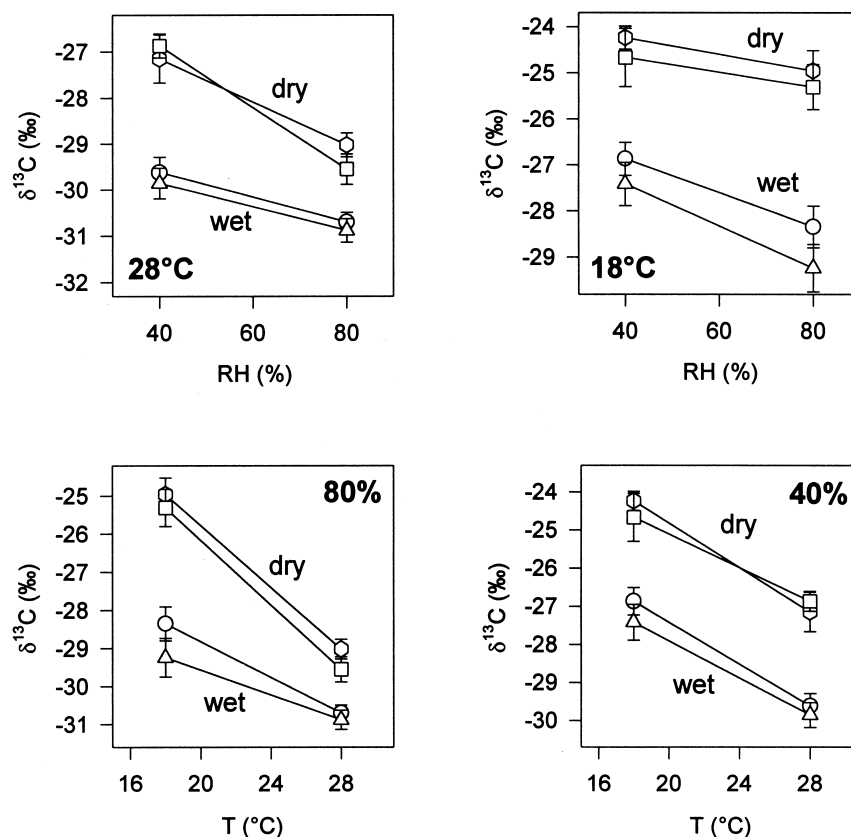 δ¹³C (‰)
-27
-28
-29
-30
-31
-32
dry
wet
28°C
40 60 80
RH (%)
δ¹³C (‰)
-24
-25
-26
-27
-28
-29
dry
wet
18°C
40 60 80
RH (%)
δ¹³C (‰)
-25
-26
-27
-28
-29
-30
-31
80%
dry
wet
16 20 24 28
T (°C)
δ¹³C (‰)
-24
-25
-26
-27
-28
-29
-30
40%
dry
wet
16 20 24 28
T (°C)